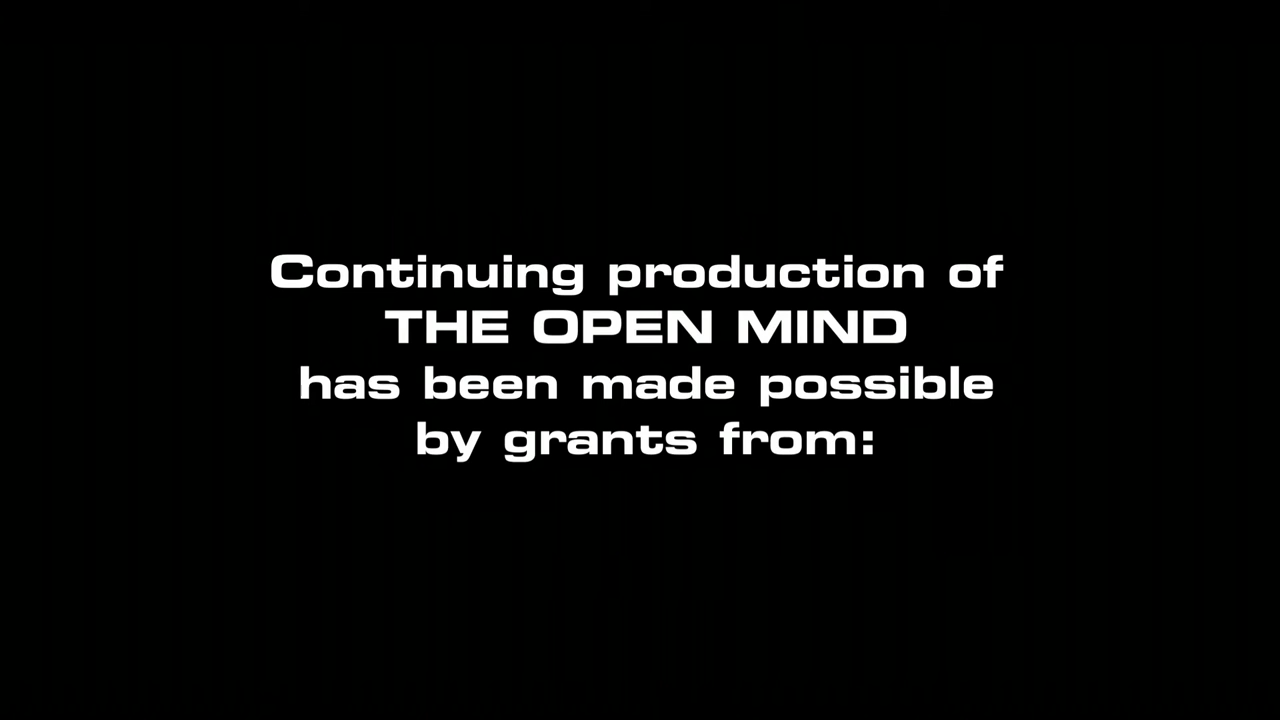 Continuing production of
THE OPEN MIND
has been made possible
by grants from: